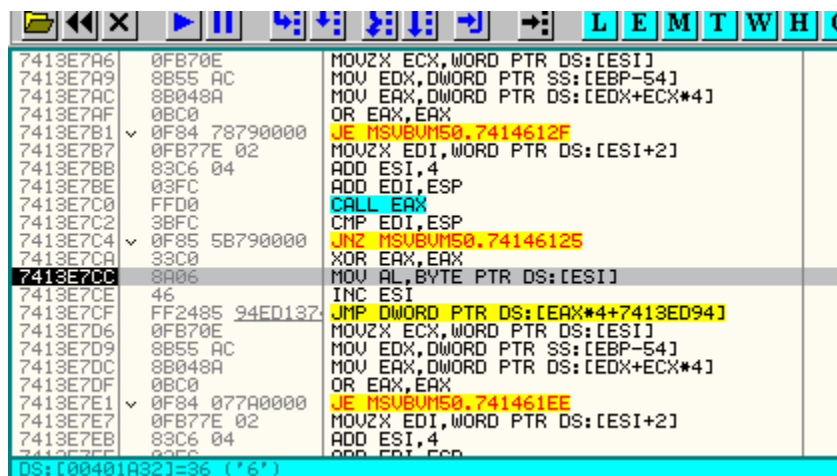 L E M T W H
7413E7A6 0FB70E MOVZX ECX,WORD PTR DS:[ESI]
7413E7A9 8B55 AC MOV EDX,DWORD PTR SS:[EBP-54]
7413E7AC 8B048A MOV EAX,DWORD PTR DS:[EDX+ECX*4]
7413E7AF 0BC0 OR EAX,EAX
7413E7B1 0F84 78790000 JE MSVBVM50.7414612F
7413E7B7 0FB77E 02 MOVZX EDI,WORD PTR DS:[ESI+2]
7413E7BB 83C6 04 ADD ESI,4
7413E7BE 03FC ADD EDI,ESP
7413E7C0 FFD0 CALL EAX
7413E7C2 3BFC CMP EDI,ESP
7413E7C4 0F85 5B790000 JNZ MSVBVM50.74146125
7413E7CA 33C0 XOR EAX,EAX
7413E7CC 8A06 MOV AL,BYTE PTR DS:[ESI]
7413E7CE 46 INC ESI
7413E7CF FF2485 94ED137 JMP DWORD PTR DS:[EAX*4+7413ED94]
7413E7D6 0FB70E MOVZX ECX,WORD PTR DS:[ESI]
7413E7D9 8B55 AC MOV EDX,DWORD PTR SS:[EBP-54]
7413E7DC 8B048A MOV EAX,DWORD PTR DS:[EDX+ECX*4]
7413E7DF 0BC0 OR EAX,EAX
7413E7E1 0F84 077A0000 JE MSVBVM50.741461EE
7413E7E7 0FB77E 02 MOVZX EDI,WORD PTR DS:[ESI+2]
7413E7EB 83C6 04 ADD ESI,4
DS:[00401A32]=36 ('6')